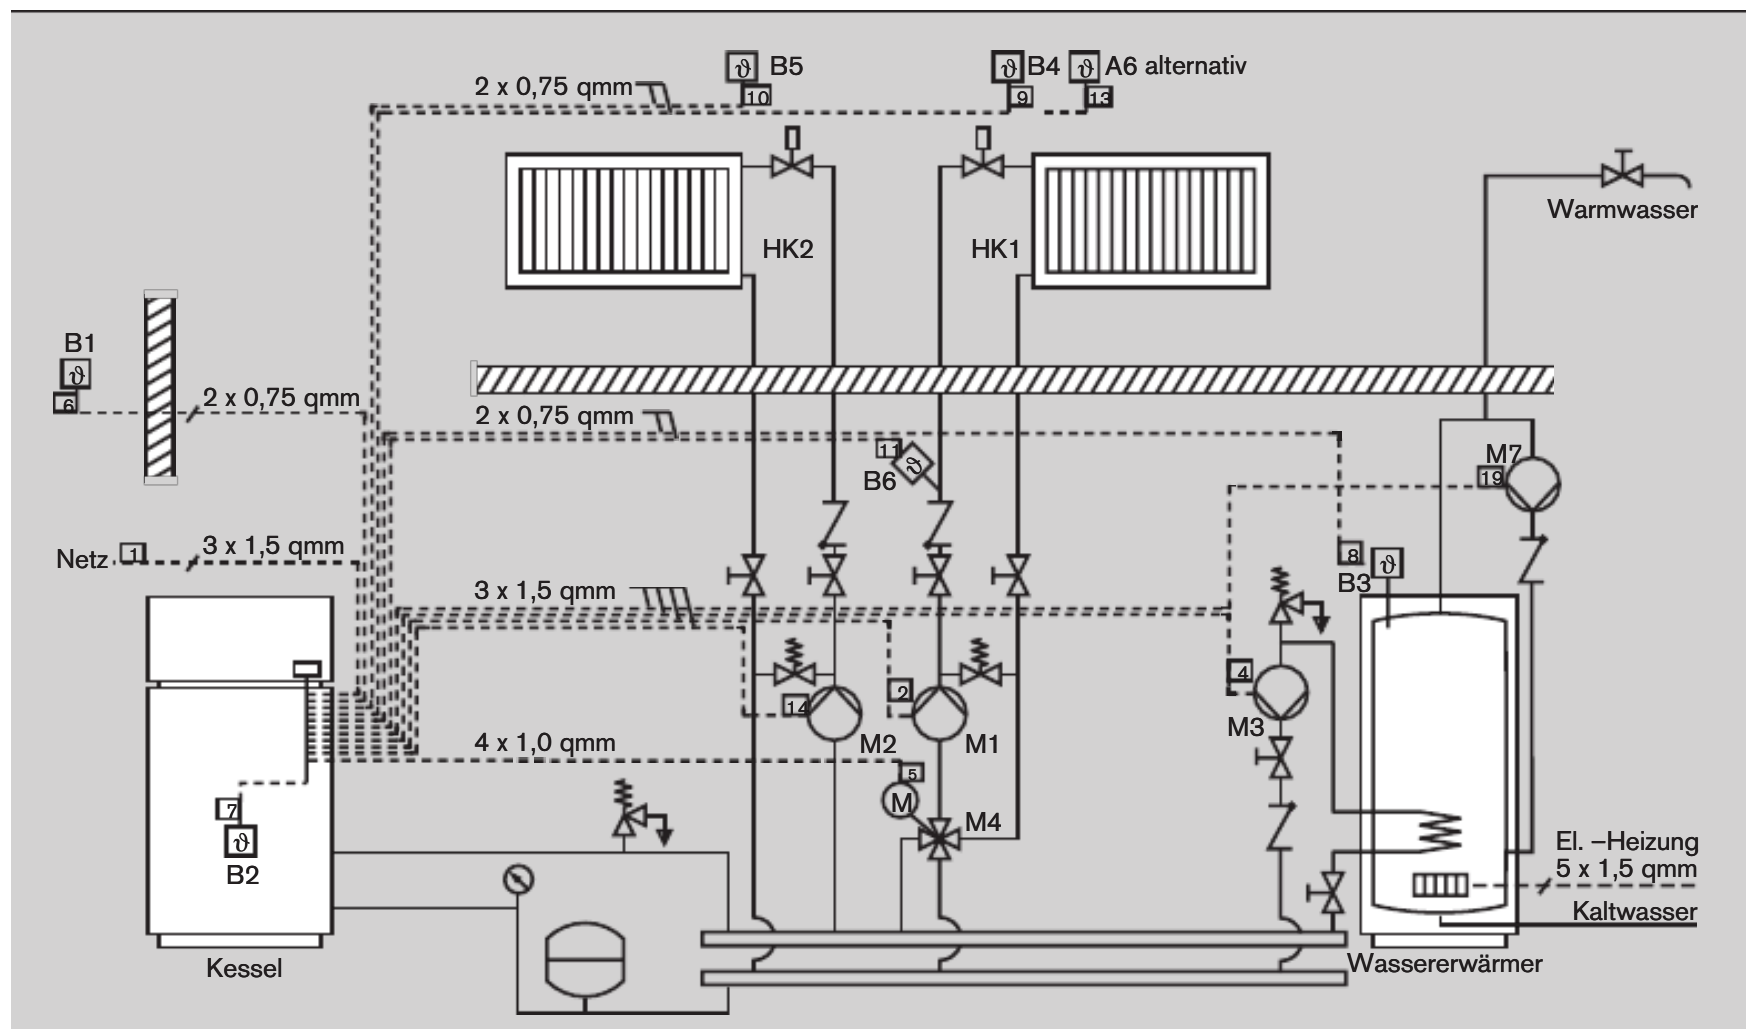 B5
B4
A6 alternativ
ϑ
ϑ
ϑ
2 x 0,75 qmm
10
9
13
Warmwasser
HK2
HK1
B1
ϑ
6
2 x 0,75 qmm
2 x 0,75 qmm
11
ϑ
B6
M7
19
Netz
1
3 x 1,5 qmm
8
ϑ
B3
3 x 1,5 qmm
4
2
14
M3
M2
M1
4 x 1,0 qmm
5
M
M4
7
ϑ
B2
El. –Heizung
5 x 1,5 qmm
Kaltwasser
Kessel
Wassererwärmer